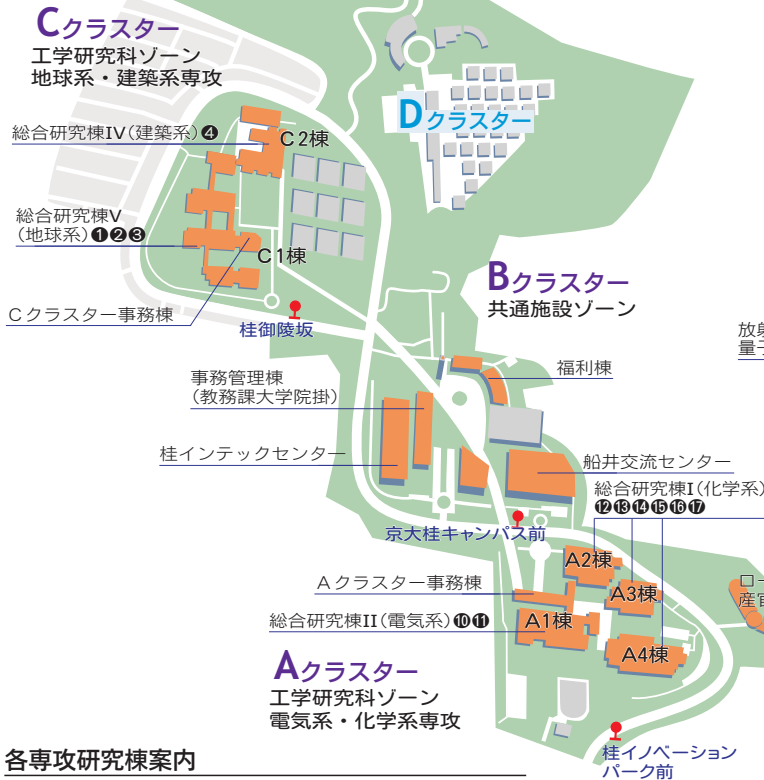 Cクラスター
工学研究科ゾーン
地球系・建築系専攻
Dクラスター
総合研究棟IV(建築系)❹
C2棟
総合研究棟V
(地球系)❶❷❸
C1棟
Cクラスター事務棟
桂御陵坂
Bクラスター
共通施設ゾーン
事務管理棟
(教務課大学院掛)
福利棟
桂インテックセンター
船井交流センター
総合研究棟I(化学系)
⓬⓭⓮⓯⓰⓱
京大桂キャンパス前
A2棟
Aクラスター事務棟
A3棟
総合研究棟II(電気系)❿⓫
A1棟
A4棟
Aクラスター
工学研究科ゾーン
電気系・化学系専攻
桂イノベーション
パーク前
各専攻研究棟案内